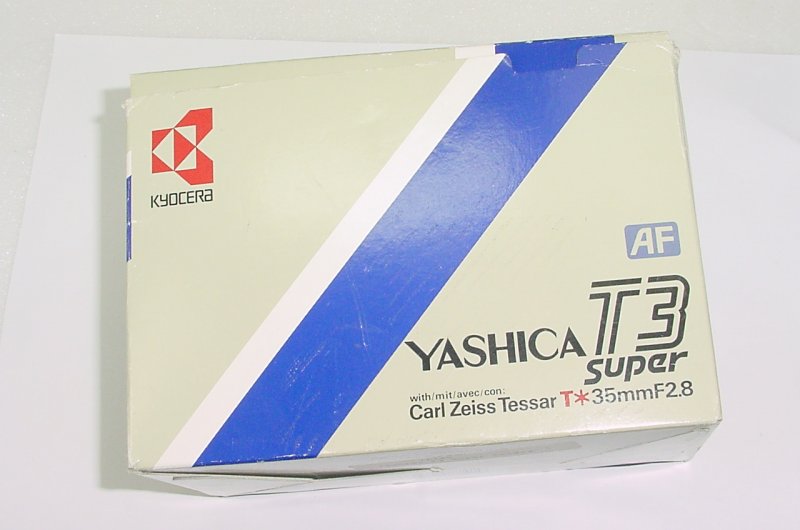 KYOCERA
AF
YASHICA T3
super
with/mit/avec/con:
Carl Zeiss Tessar T* 35mmF2.8